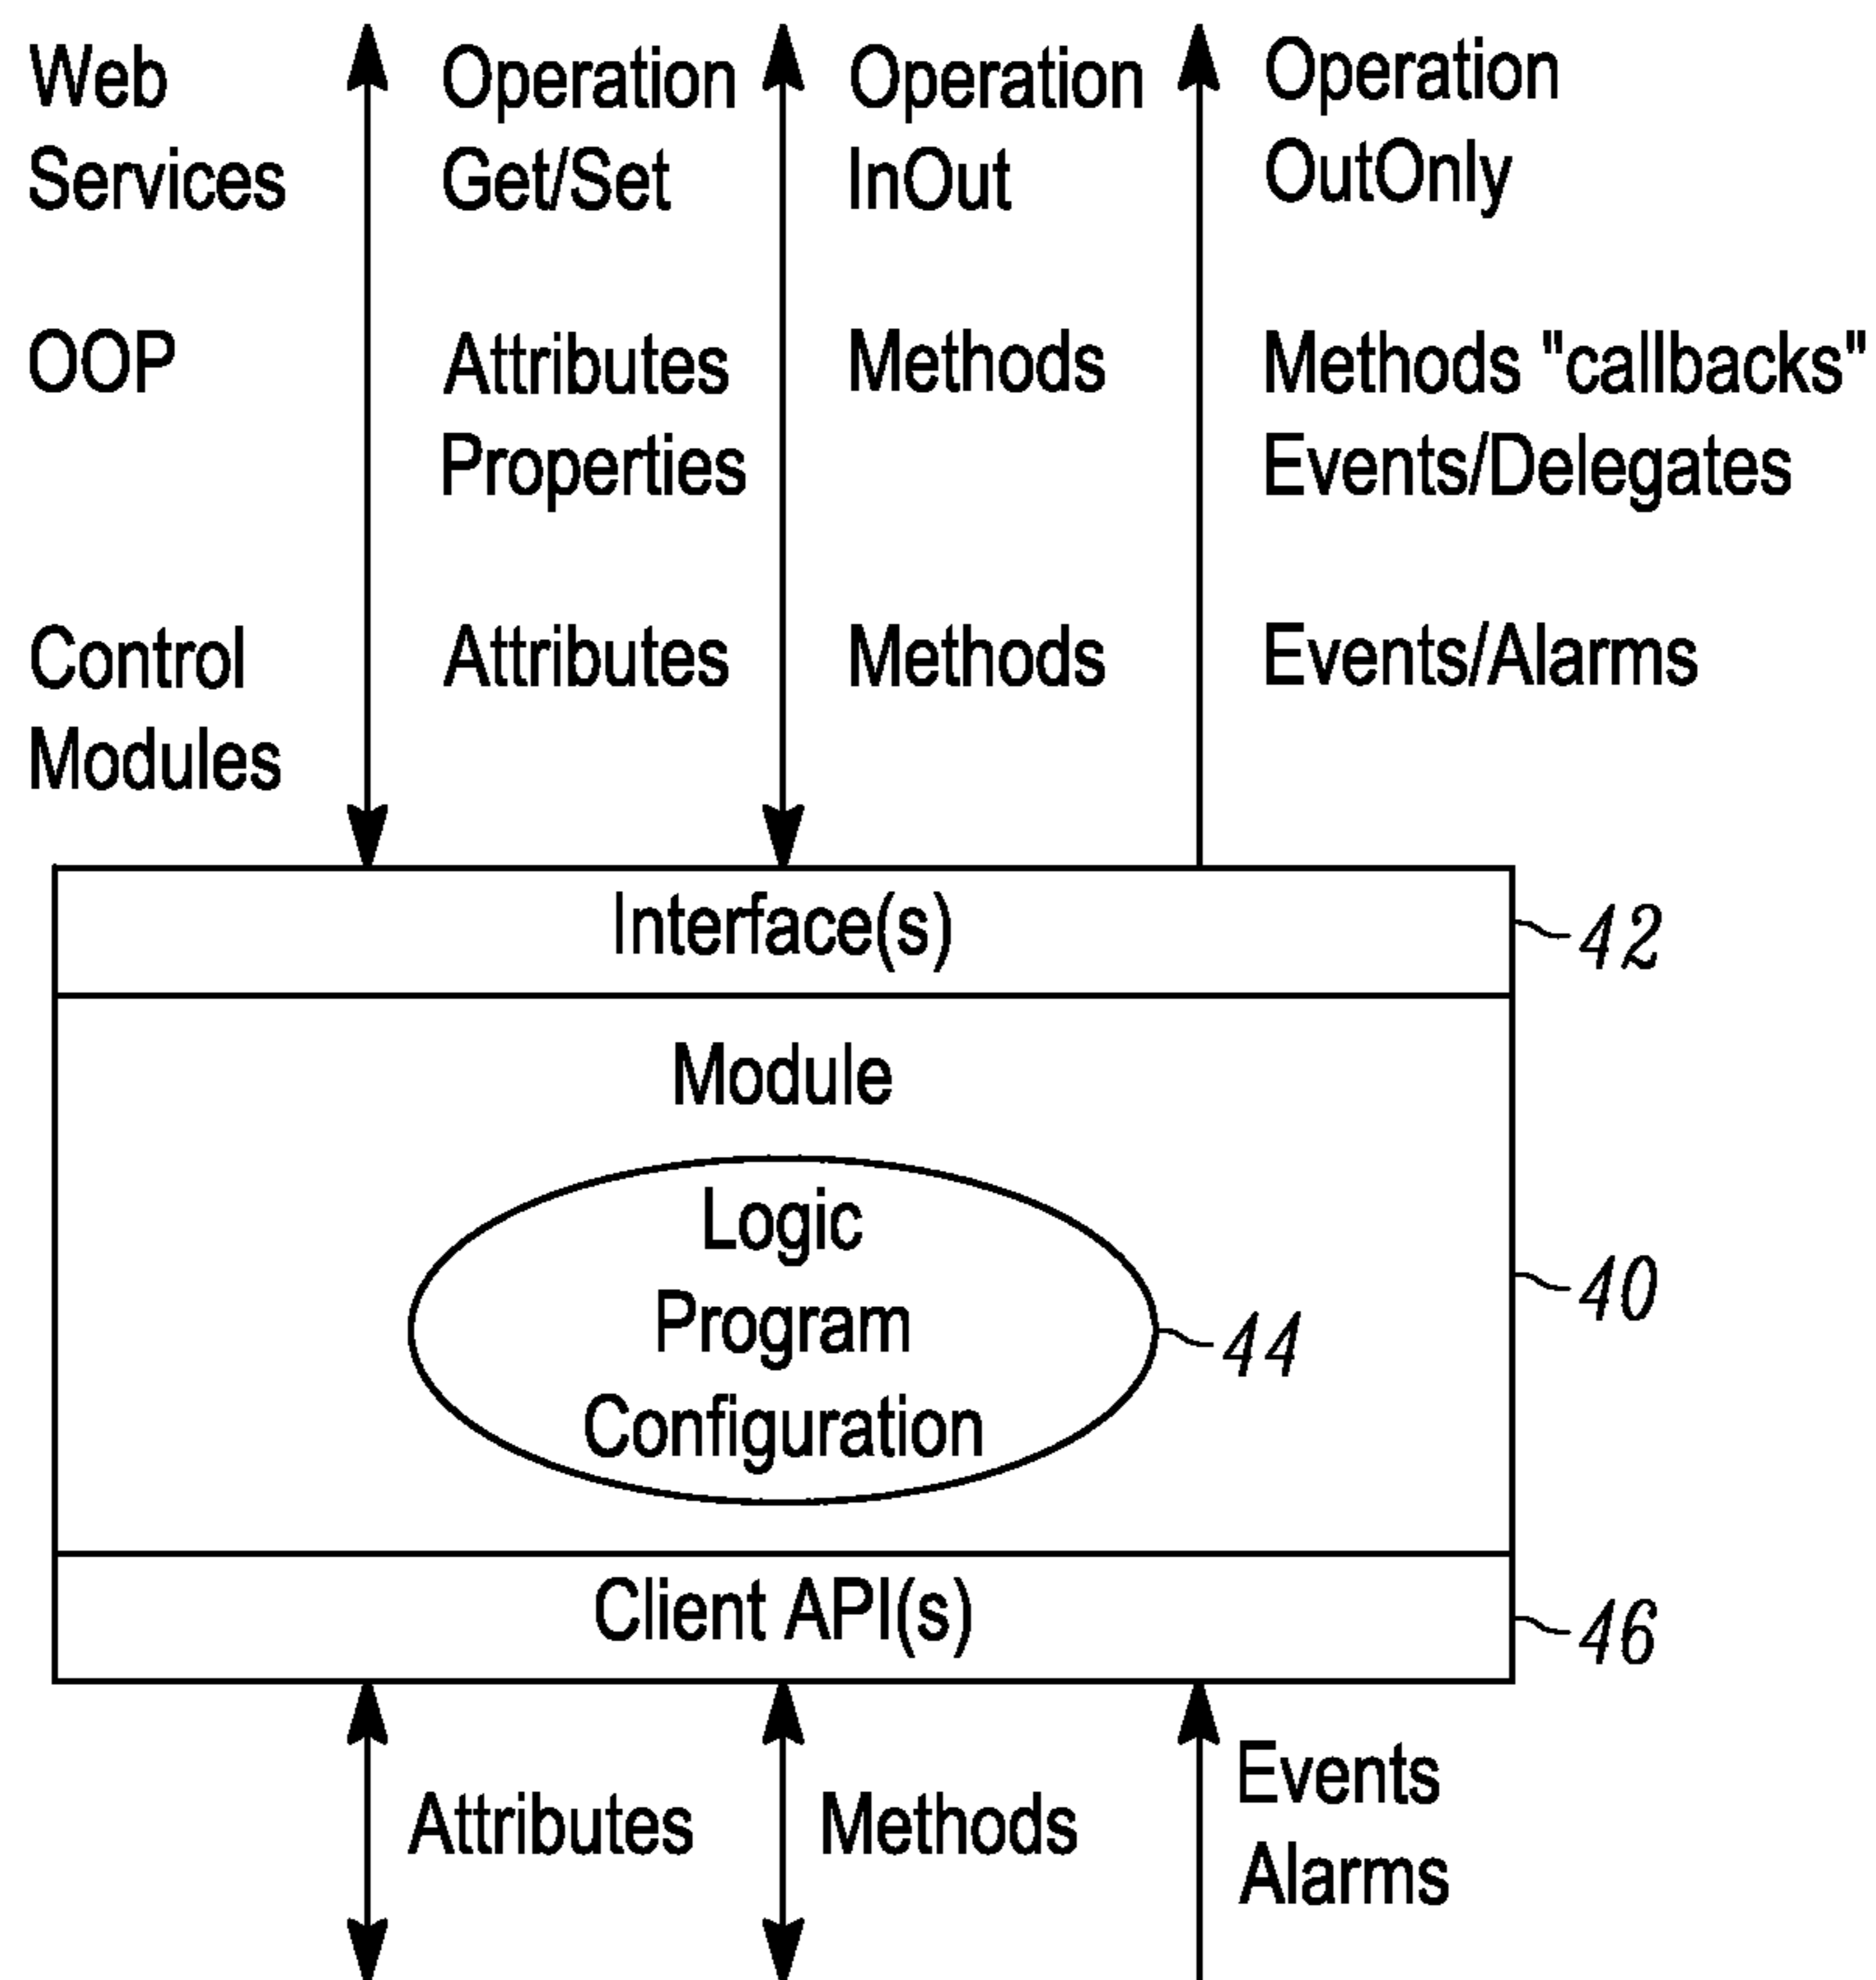 Web Services
Operation Get/Set
Operation InOut
Operation OutOnly
OOP
Attributes Properties
Methods
Methods "callbacks" Events/Delegates
Control Modules
Attributes
Methods
Events/Alarms
Interface(s)
42
Module
40
Logic
Program
Configuration
44
Client API(s)
46
Attributes
Methods
Events
Alarms